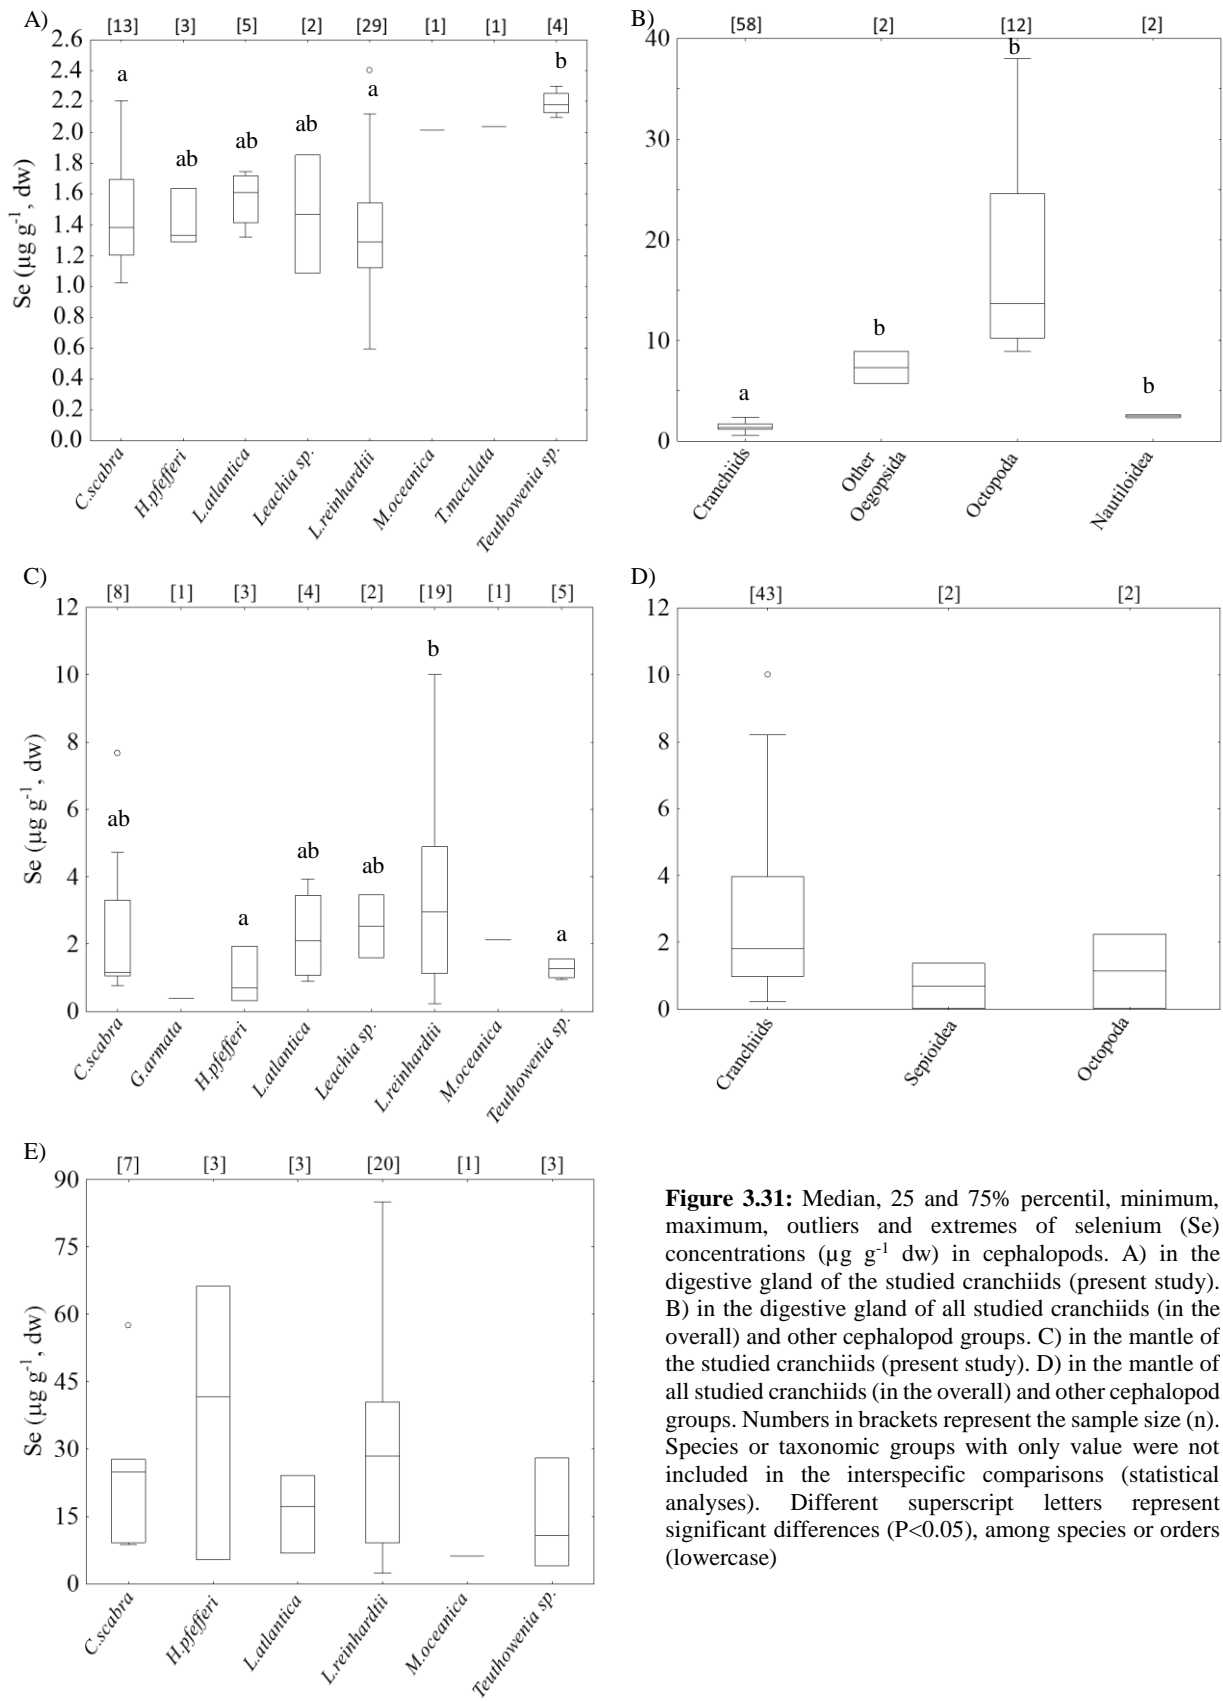 A)
[13] [3] [5] [2] [29] [1] [1] [4]
2.6
2.4
2.2
2.0
1.8
1.6
1.4
1.2
1.0
0.8
0.6
0.4
0.2
0.0
Se (µg g-1, dw)
a ab ab ab a b
C.scabra
H.pfefferi
L.atlantica
Leachia sp.
L.reinhardtii
M.oceanica
T.maculata
Teuthowenia sp.
B)
[58] [2] [12] [2]
40
30
20
10
0
a b b b
Cranchiids
Other
Oegopsida
Octopoda
Nautiloidea
C)
[8] [1] [3] [4] [2] [19] [1] [5]
12
10
8
6
4
2
0
Se (µg g-1, dw)
ab a ab ab b a
C.scabra
G.armata
H.pfefferi
L.atlantica
Leachia sp.
L.reinhardtii
M.oceanica
Teuthowenia sp.
D)
[43] [2] [2]
12
10
8
6
4
2
0
Cranchiids
Sepioidea
Octopoda
E)
[7] [3] [3] [20] [1] [3]
90
75
60
45
30
15
0
Se (µg g-1, dw)
C.scabra
H.pfefferi
L.atlantica
L.reinhardtii
M.oceanica
Teuthowenia sp.
Figure 3.31: Median, 25 and 75% percentil, minimum,
maximum, outliers and extremes of selenium (Se)
concentrations (µg g-1 dw) in cephalopods. A) in the
digestive gland of the studied cranchiids (present study).
B) in the digestive gland of all studied cranchiids (in the
overall) and other cephalopod groups. C) in the mantle of
the studied cranchiids (present study). D) in the mantle of
all studied cranchiids (in the overall) and other cephalopod
groups. Numbers in brackets represent the sample size (n).
Species or taxonomic groups with only value were not
included in the interspecific comparisons (statistical
analyses). Different superscript letters represent
significant differences (P<0.05), among species or orders
(lowercase)